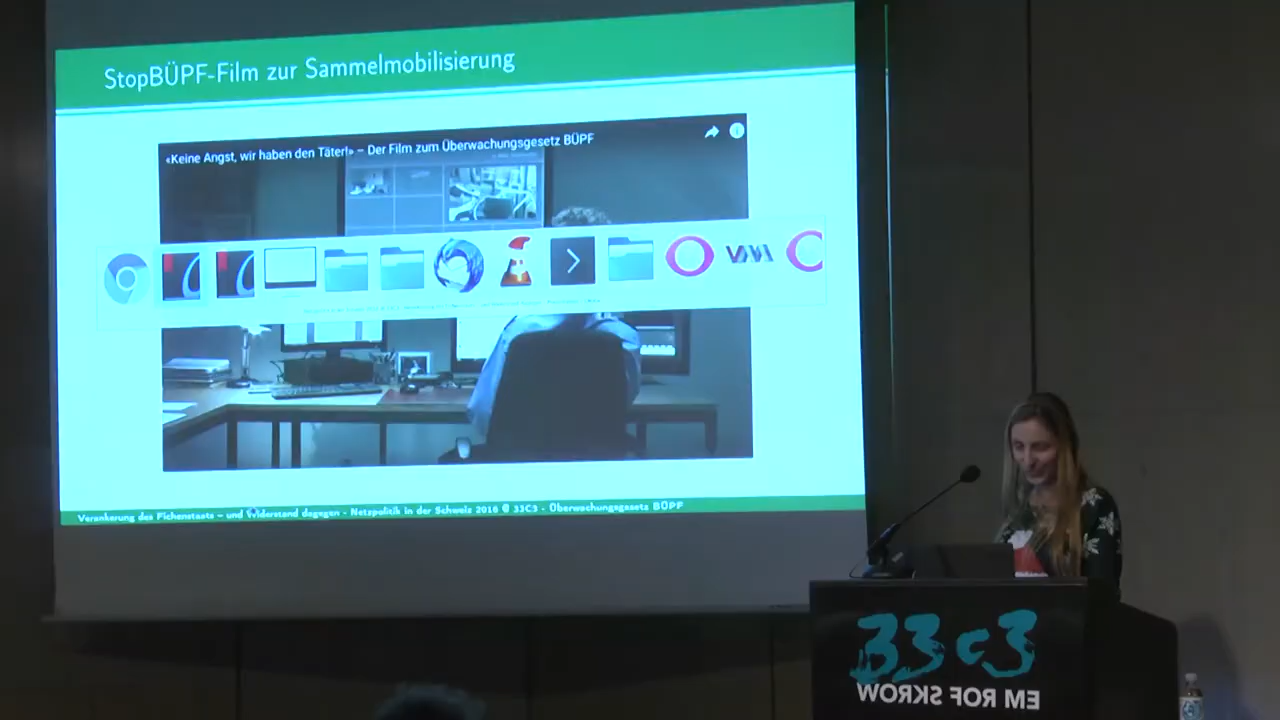 StopBÜPF-Film zur Sammelmobilisierung
«Keine Angst, wir haben den Täter!» – Der Film zum Überwachungsgesetz BÜPF
Verankerung des Fichenstaats – und Widerstand dagegen - Netzpolitik in der Schweiz 2016 @ 33C3 - Überwachungsgesetz BÜPF
33c3
WORKS FOR ME